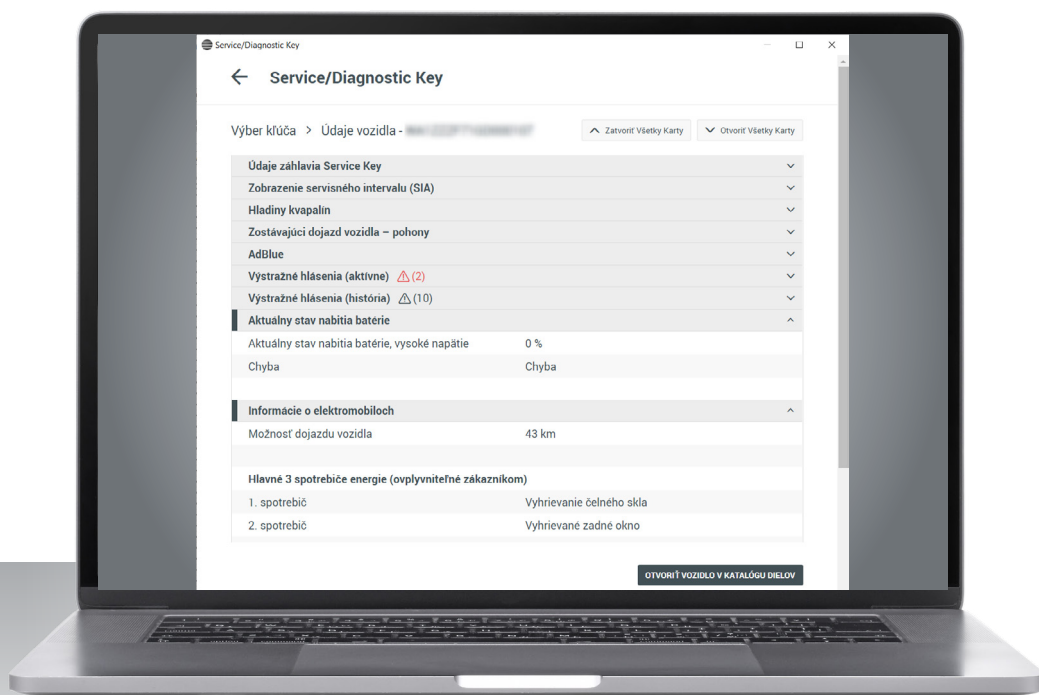 Service/Diagnostic Key
Service/Diagnostic Key
Výber kľúča > Údaje vozidla -
Zatvoriť Všetky Karty
Otvoriť Všetky Karty
Údaje záhlavia Service Key
Zobrazenie servisného intervalu (SIA)
Hladiny kvapalín
Zostávajúci dojazd vozidla – pohony
AdBlue
Výstražné hlásenia (aktívne) (2)
Výstražné hlásenia (história) (10)
Aktuálny stav nabitia batérie
Aktuálny stav nabitia batérie, vysoké napätie 0 %
Chyba Chyba
Informácie o elektromobiloch
Možnosť dojazdu vozidla 43 km
Hlavné 3 spotrebiče energie (ovplyvniteľné zákazníkom)
1. spotrebič Vyhrievanie čelného skla
2. spotrebič Vyhrievané zadné okno
OTVORIŤ VOZIDLO V KATALÓGU DIELOV